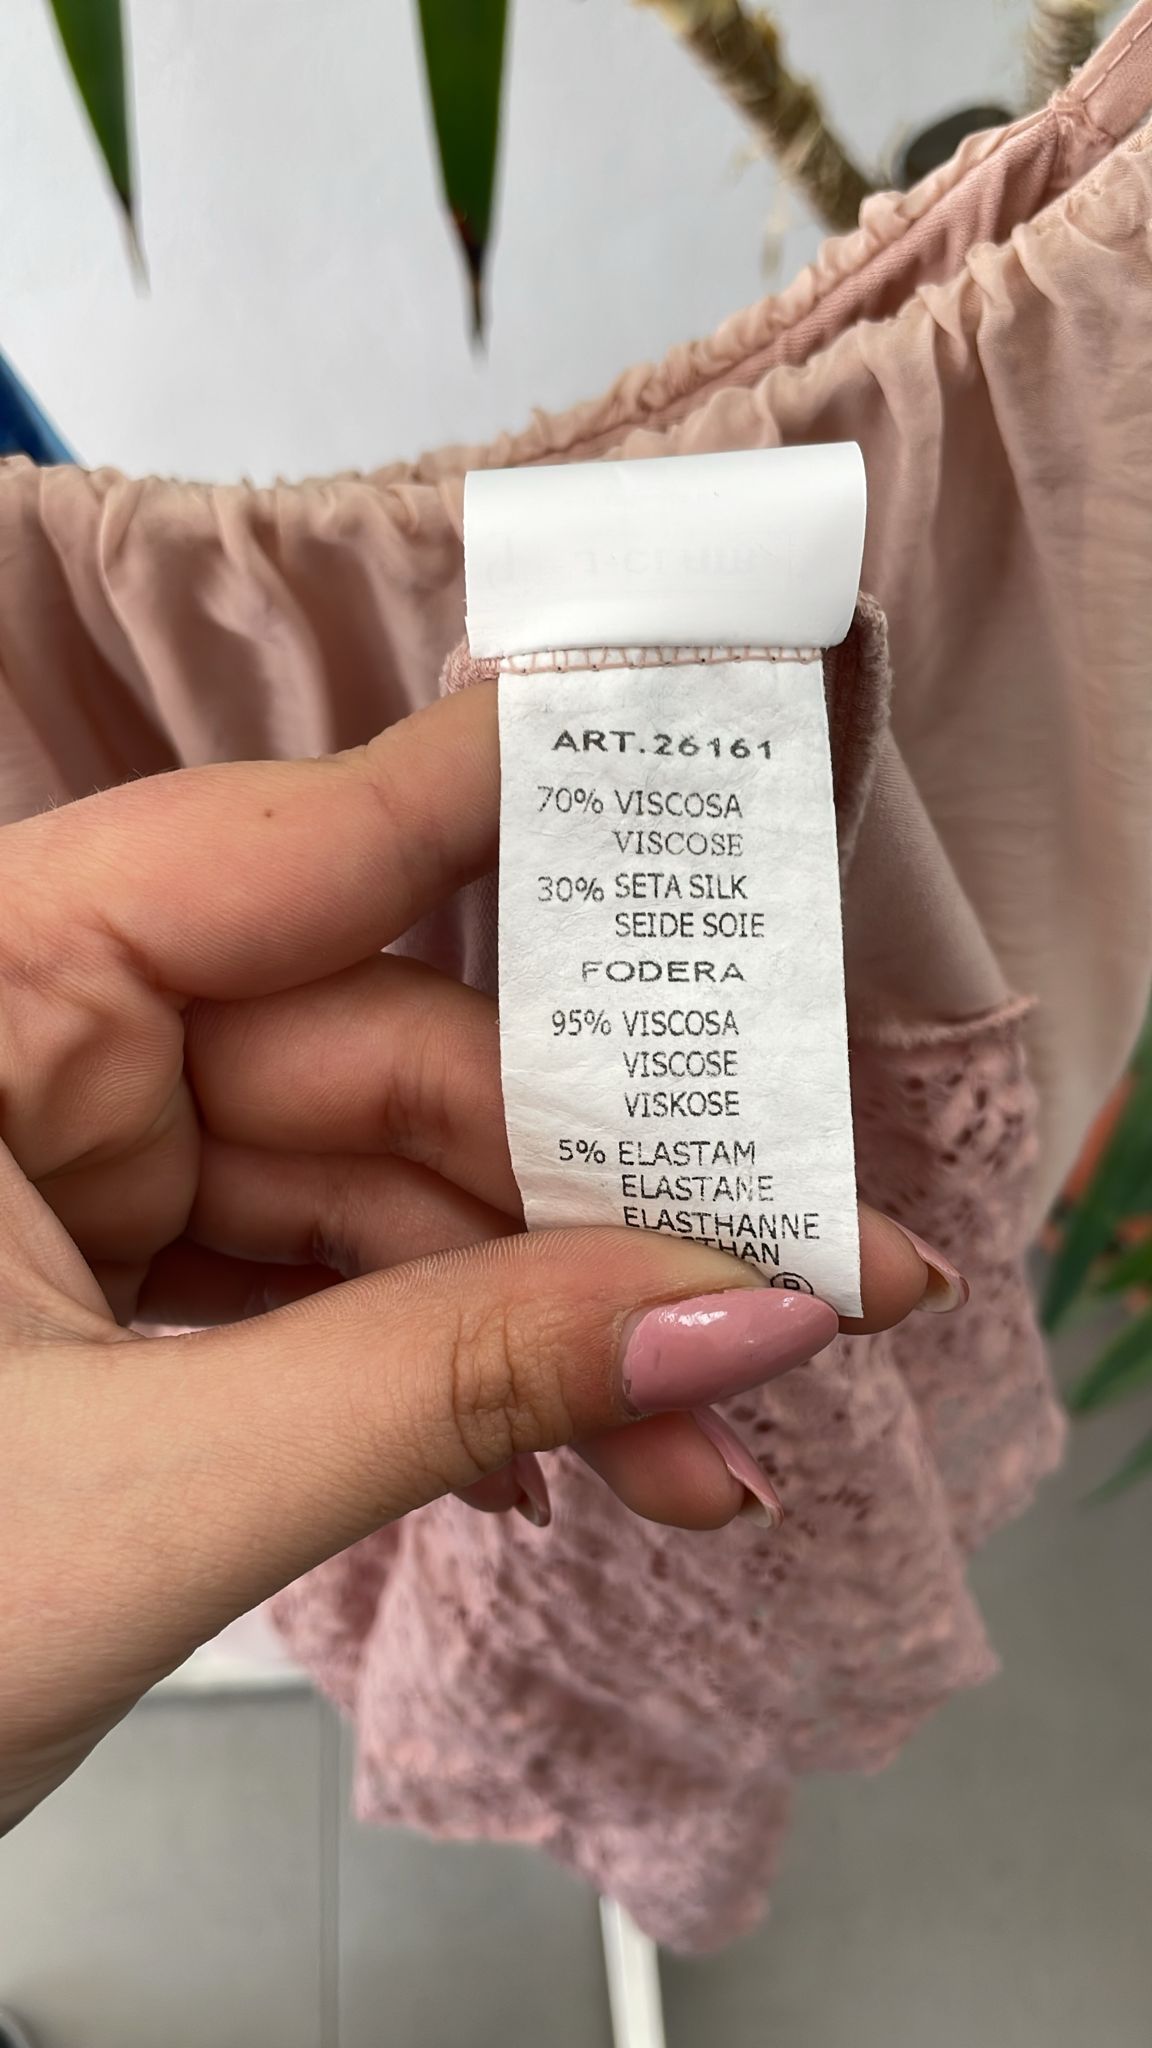 ART.26161
70% VISCOSA
VISCOSE
30% SETA SILK
SEIDE SOIE
FODERA
95% VISCOSA
VISCOSE
VISKOSE
5% ELASTAM
ELASTANE
ELASTHANNE